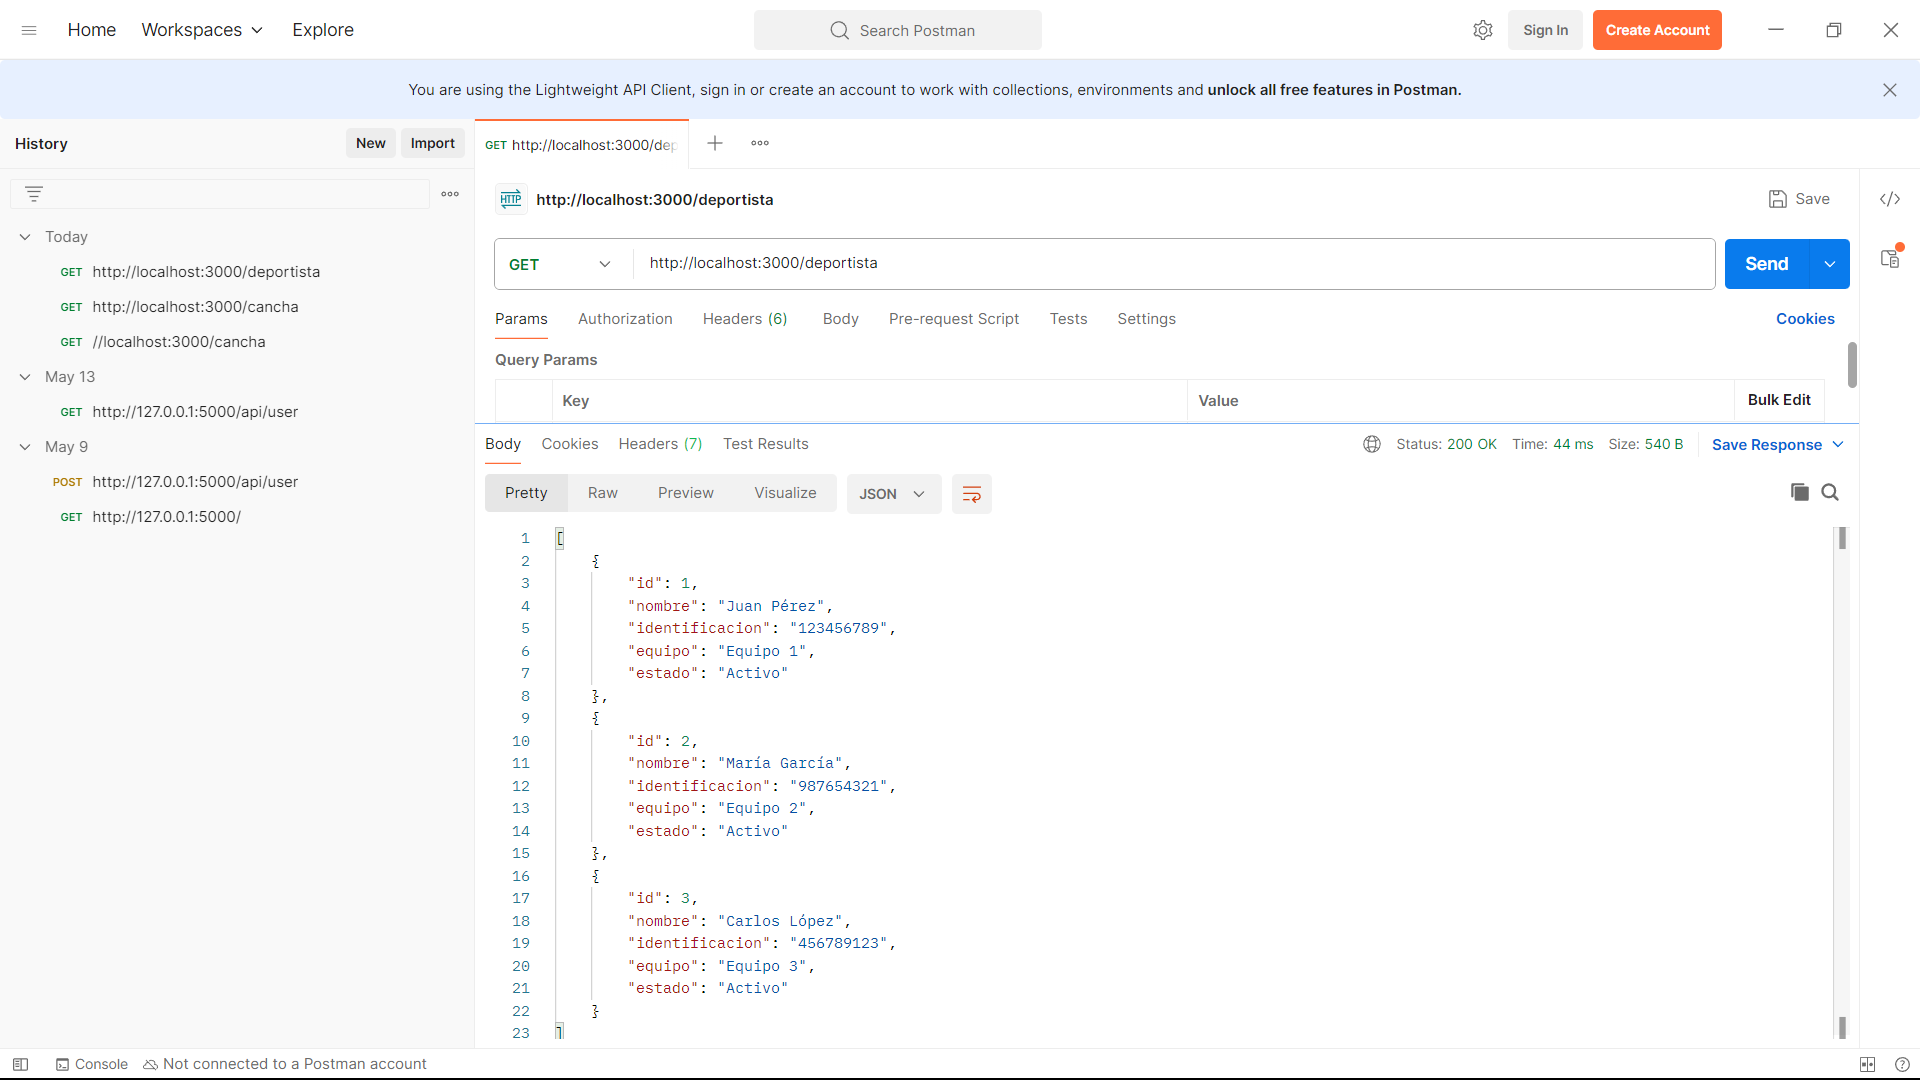 Home Workspaces Explore Search Postman Sign In Create Account
You are using the Lightweight API Client, sign in or create an account to work with collections, environments and unlock all free features in Postman.
History New Import
Today
GET http://localhost:3000/deportista
GET http://localhost:3000/cancha
GET //localhost:3000/cancha
May 13
GET http://127.0.0.1:5000/api/user
May 9
POST http://127.0.0.1:5000/api/user
GET http://127.0.0.1:5000/
GET http://localhost:3000/dep
HTTP http://localhost:3000/deportista Save
GET http://localhost:3000/deportista Send
Params Authorization Headers (6) Body Pre-request Script Tests Settings Cookies
Query Params
Key Value Bulk Edit
Body Cookies Headers (7) Test Results Status: 200 OK Time: 44 ms Size: 540 B Save Response
Pretty Raw Preview Visualize JSON
1 [
2 {
3 "id": 1,
4 "nombre": "Juan Pérez",
5 "identificacion": "123456789",
6 "equipo": "Equipo 1",
7 "estado": "Activo"
8 },
9 {
10 "id": 2,
11 "nombre": "María García",
12 "identificacion": "987654321",
13 "equipo": "Equipo 2",
14 "estado": "Activo"
15 },
16 {
17 "id": 3,
18 "nombre": "Carlos López",
19 "identificacion": "456789123",
20 "equipo": "Equipo 3",
21 "estado": "Activo"
22 }
23 ]
Console Not connected to a Postman account